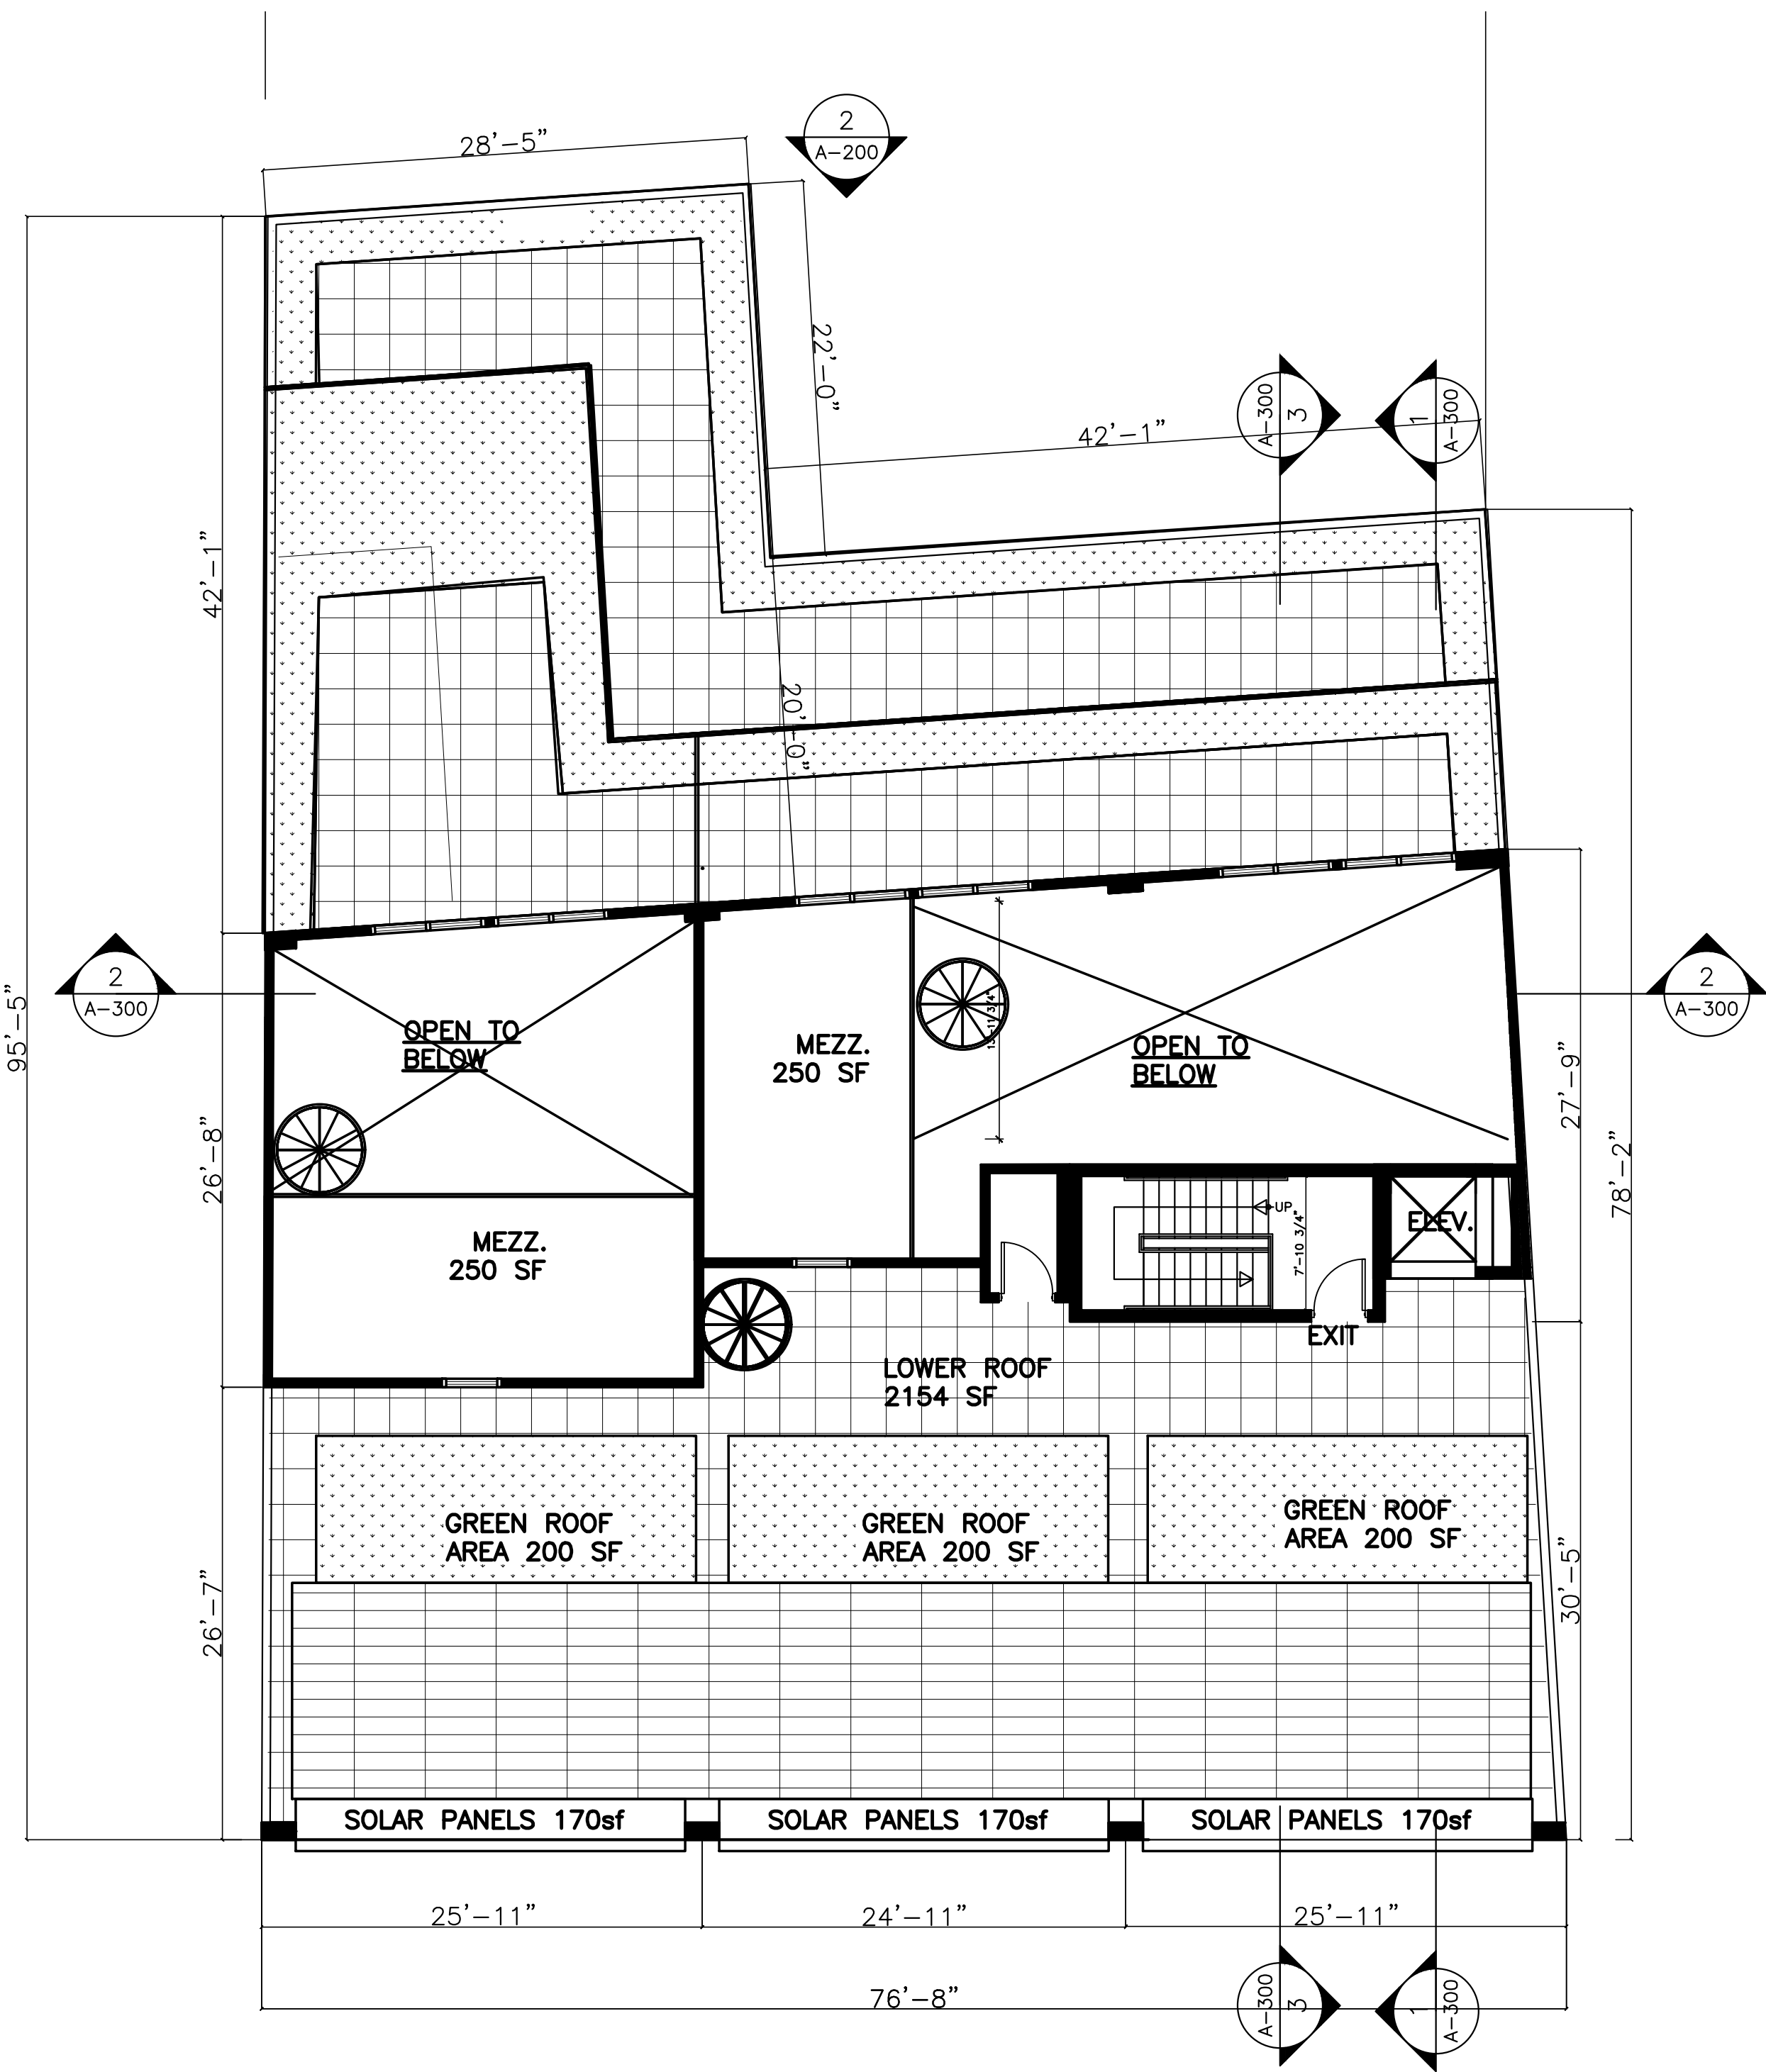 28'-5"
2
A-200
22'-0"
A-300
3
1
A-300
42'-1"
42'-1"
20'-0"
2
A-300
2
A-300
95'-5"
OPEN TO
BELOW
MEZZ.
250 SF
13'-11 3/4"
OPEN TO
BELOW
27'-9"
26'-8"
78'-2"
UP
7'-10 3/4"
ELEV.
MEZZ.
250 SF
EXIT
LOWER ROOF
2154 SF
GREEN ROOF
AREA 200 SF
GREEN ROOF
AREA 200 SF
GREEN ROOF
AREA 200 SF
26'-7"
30'-5"
SOLAR PANELS 170sf
SOLAR PANELS 170sf
SOLAR PANELS 170sf
25'-11"
24'-11"
25'-11"
76'-8"
A-300
3
1
A-300